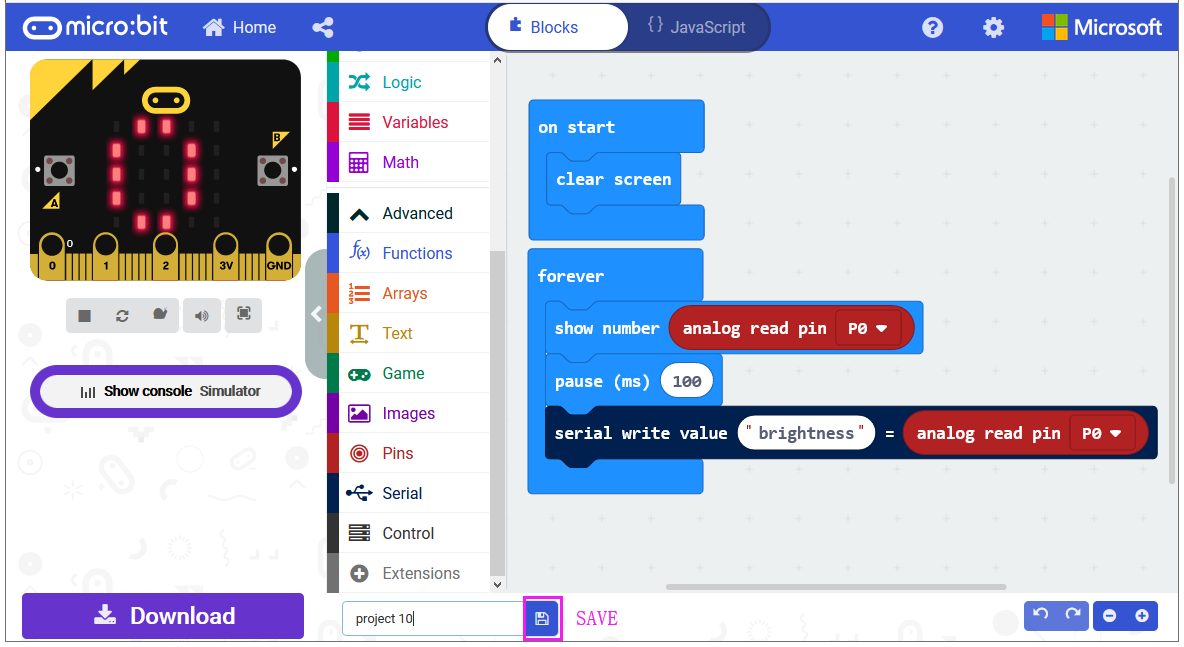 micro:bit
Home
Blocks
{} JavaScript
?
Microsoft
B
A
0
0 1 2 3V GND
Show console Simulator
Download
Logic
Variables
Math
Advanced
f(x) Functions
Arrays
Text
Game
Images
Pins
Serial
Control
Extensions
on start
clear screen
forever
show number analog read pin P0
pause (ms) 100
serial write value "brightness" = analog read pin P0
project 10
SAVE